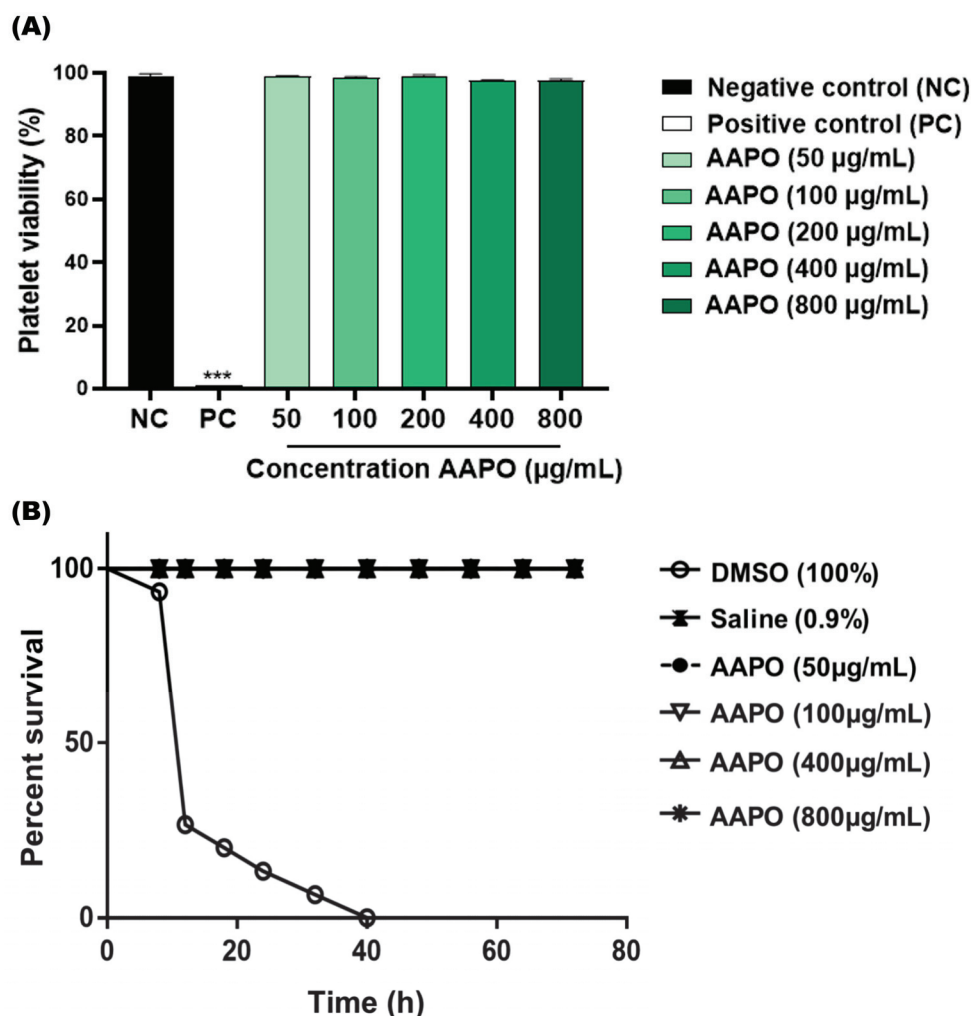 (A)
Platelet viability (%)
100
80
60
40
20
0
***
NC PC 50 100 200 400 800
Concentration AAPO (µg/mL)
Negative control (NC)
Positive control (PC)
AAPO (50 µg/mL)
AAPO (100 µg/mL)
AAPO (200 µg/mL)
AAPO (400 µg/mL)
AAPO (800 µg/mL)
(B)
Percent survival
100
50
0
0 20 40 60 80
Time (h)
DMSO (100%)
Saline (0.9%)
AAPO (50µg/mL)
AAPO (100µg/mL)
AAPO (400µg/mL)
AAPO (800µg/mL)